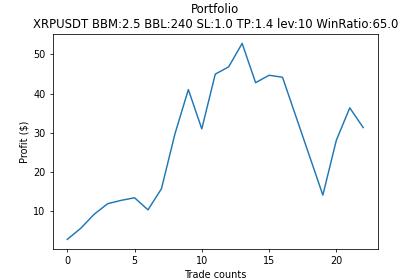 Portfolio
XRPUSDT BBM:2.5 BBL:240 SL:1.0 TP:1.4 lev:10 WinRatio:65.0
50
40
30
20
10
Profit ($)
0 5 10 15 20
Trade counts